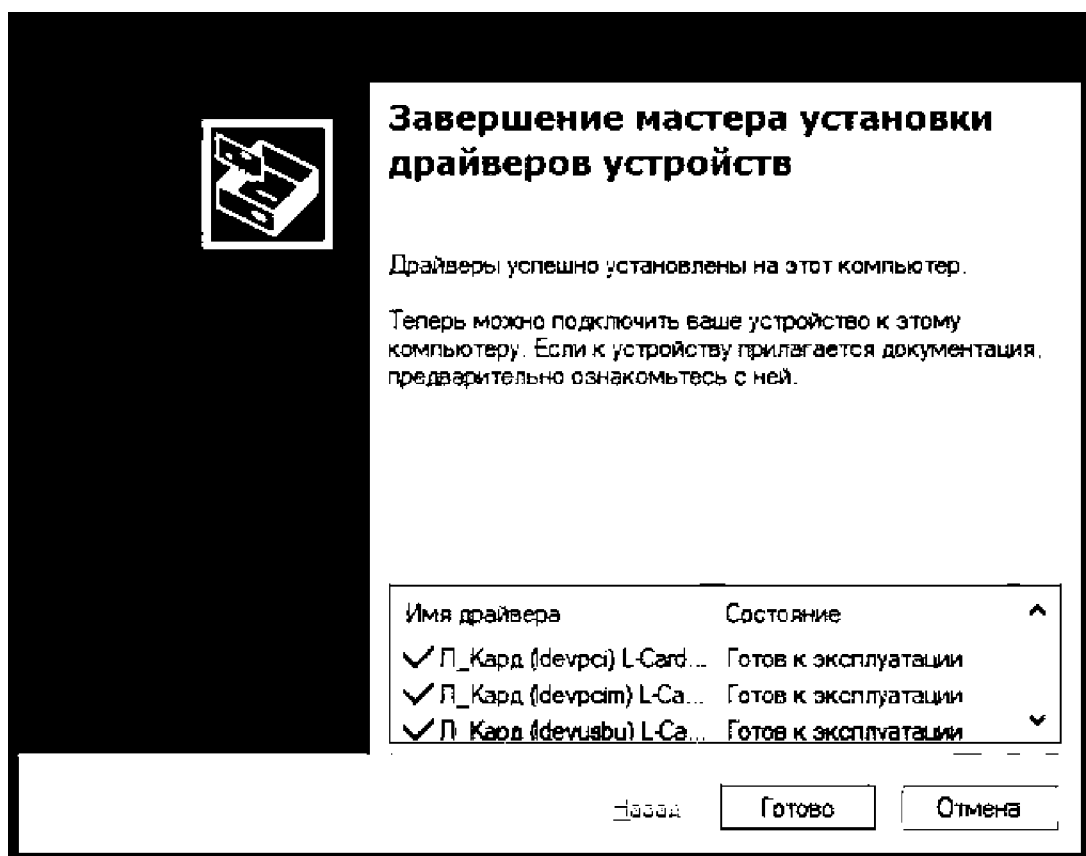 Завершение мастера установки
драйверов устройств
Драйверы успешно установлены на этот компьютер.
Теперь можно подключить ваше устройство к этому
компьютеру. Если к устройству прилагается документация,
предварительно ознакомьтесь с ней.
Имя драйвера Состояние
Л_Кард (ldevpci) L-Card... Готов к эксплуатации
Л_Кард (ldevpcim) L-Ca... Готов к эксплуатации
Л_Кард (ldevusbu) L-Ca... Готов к эксплуатации
Назад Готово Отмена